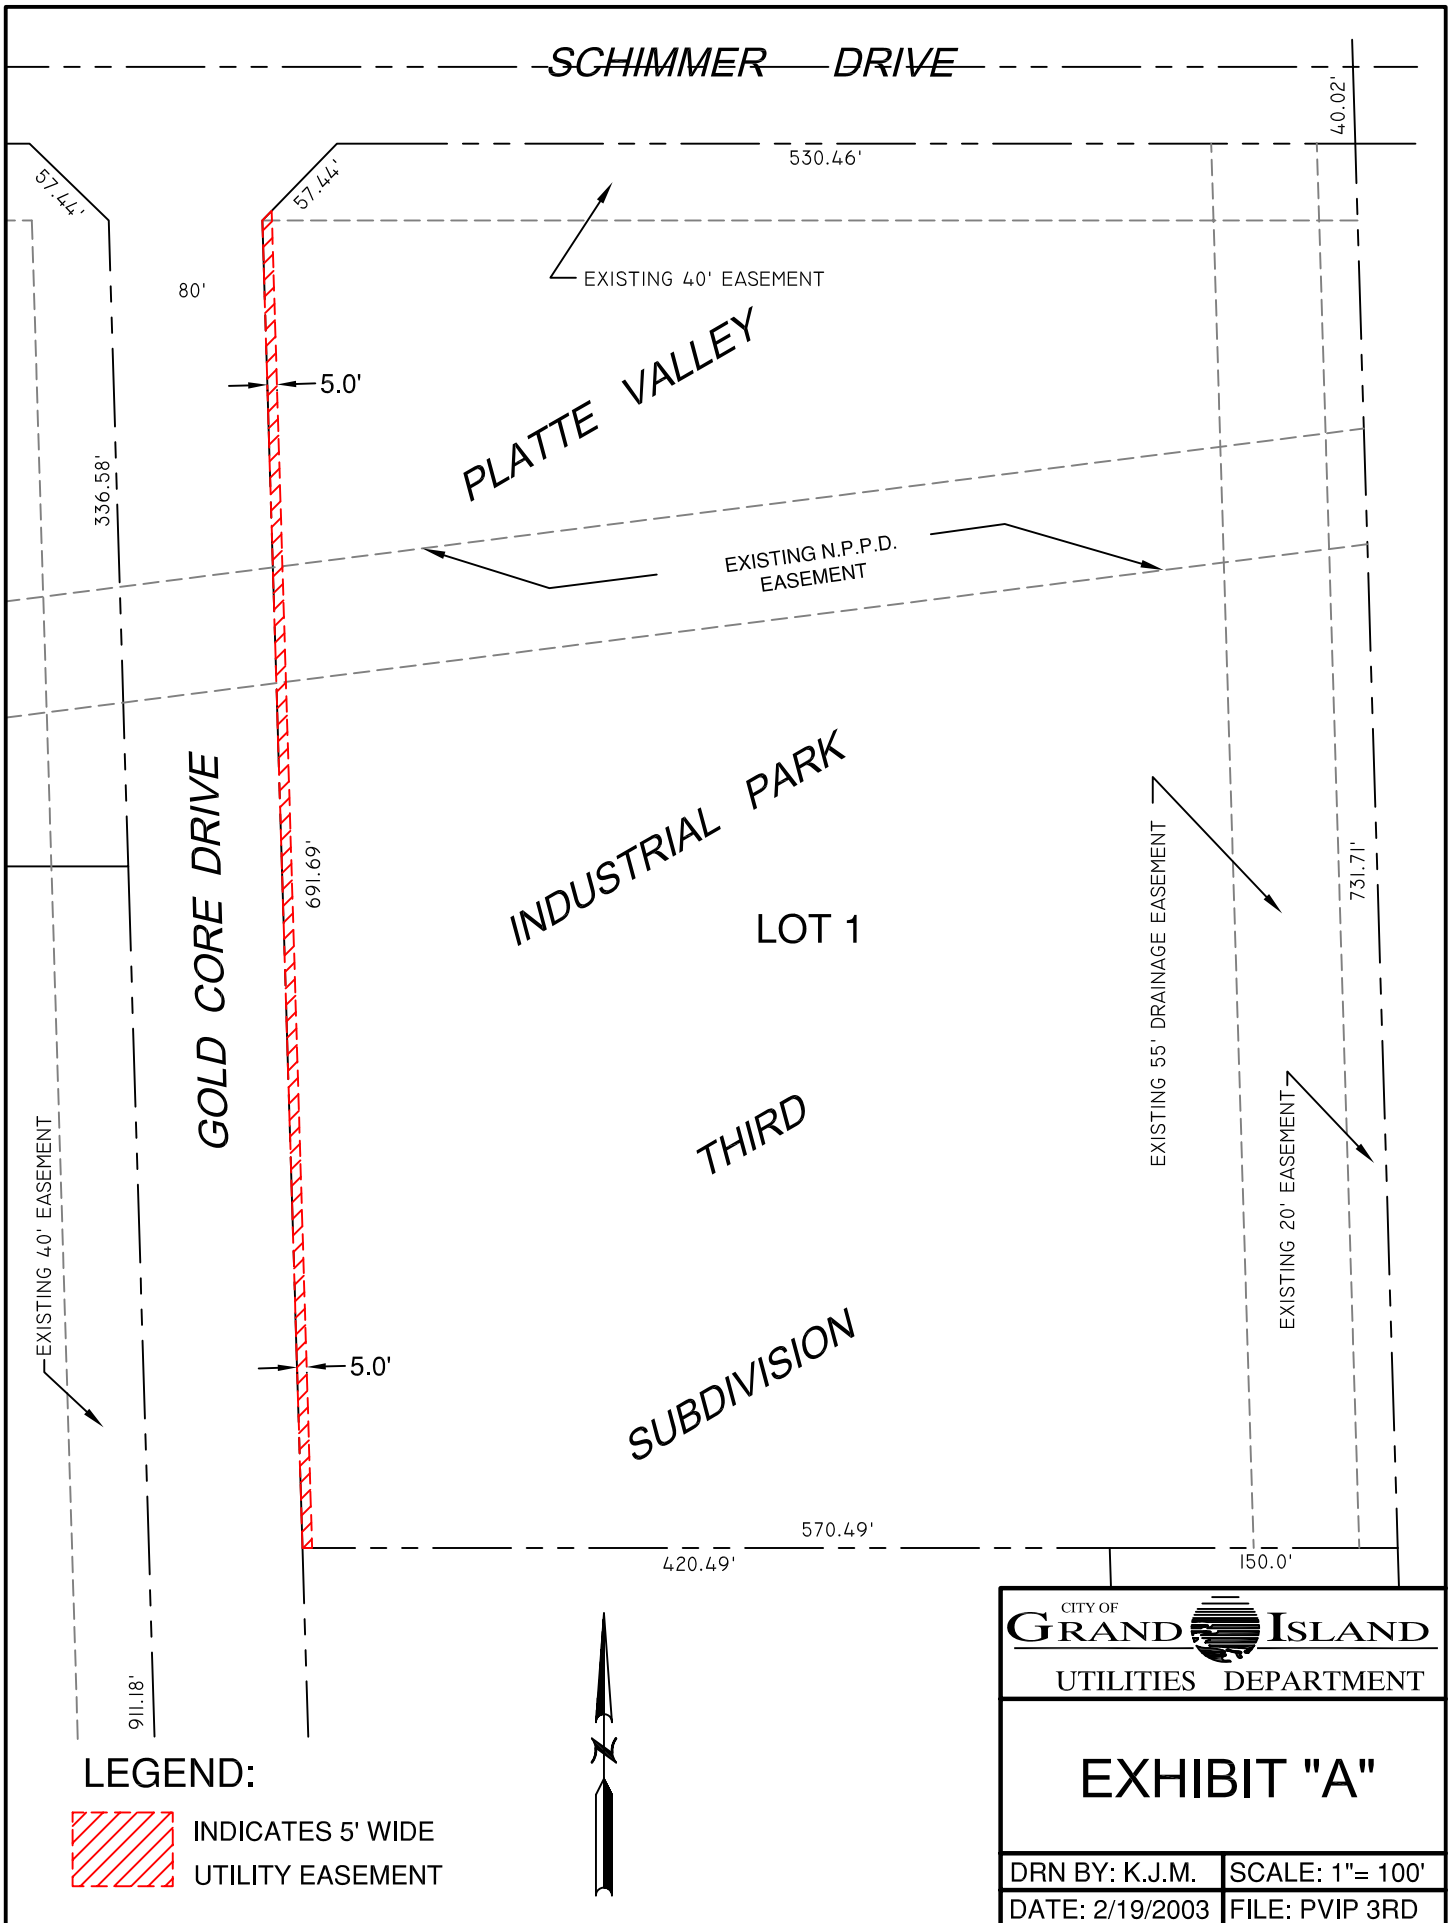 SCHIMMER DRIVE
40.02'
530.46'
57.44'
57.44'
EXISTING 40' EASEMENT
80'
PLATTE VALLEY
5.0'
336.58'
EXISTING N.P.P.D.
EASEMENT
INDUSTRIAL PARK
GOLD CORE DRIVE
691.69'
LOT 1
731.71'
EXISTING 55' DRAINAGE EASEMENT
THIRD
EXISTING 20' EASEMENT
EXISTING 40' EASEMENT
SUBDIVISION
5.0'
570.49'
420.49'
150.0'
911.18'
N
CITY OF
GRAND ISLAND
UTILITIES DEPARTMENT
EXHIBIT "A"
LEGEND:
INDICATES 5' WIDE
UTILITY EASEMENT
DRN BY: K.J.M.
SCALE: 1"= 100'
DATE: 2/19/2003
FILE: PVIP 3RD